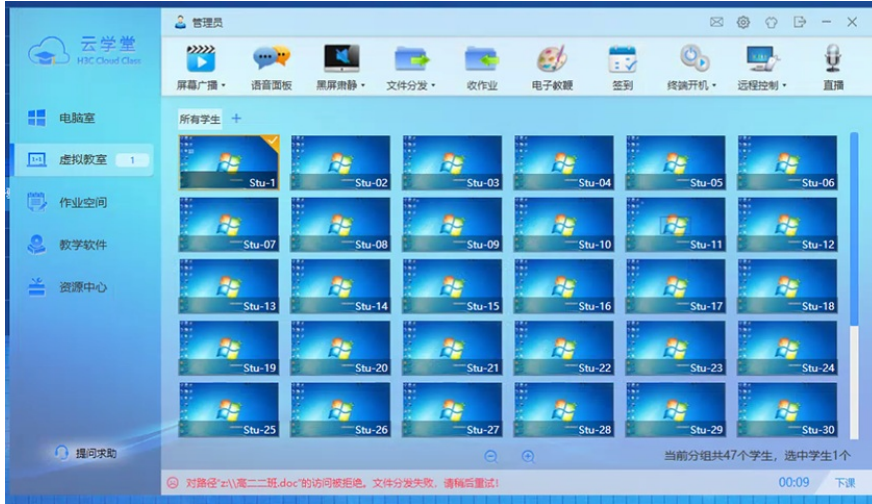 云学堂
H3C Cloud Class
管理员
屏幕广播
语音面板
黑屏肃静
文件分发
收作业
电子教鞭
签到
终端开机
远程控制
直播
电脑室
虚拟教室 1
作业空间
教学软件
资源中心
提问求助
所有学生 +
Stu-1 Stu-02 Stu-03 Stu-04 Stu-05 Stu-06
Stu-07 Stu-08 Stu-09 Stu-10 Stu-11 Stu-12
Stu-13 Stu-14 Stu-15 Stu-16 Stu-17 Stu-18
Stu-19 Stu-20 Stu-21 Stu-22 Stu-23 Stu-24
Stu-25 Stu-26 Stu-27 Stu-28 Stu-29 Stu-30
当前分组共47个学生，选中学生1个
对路径"z:\\高二二班.doc"的访问被拒绝。文件分发失败，请稍后重试！
00:09 下课